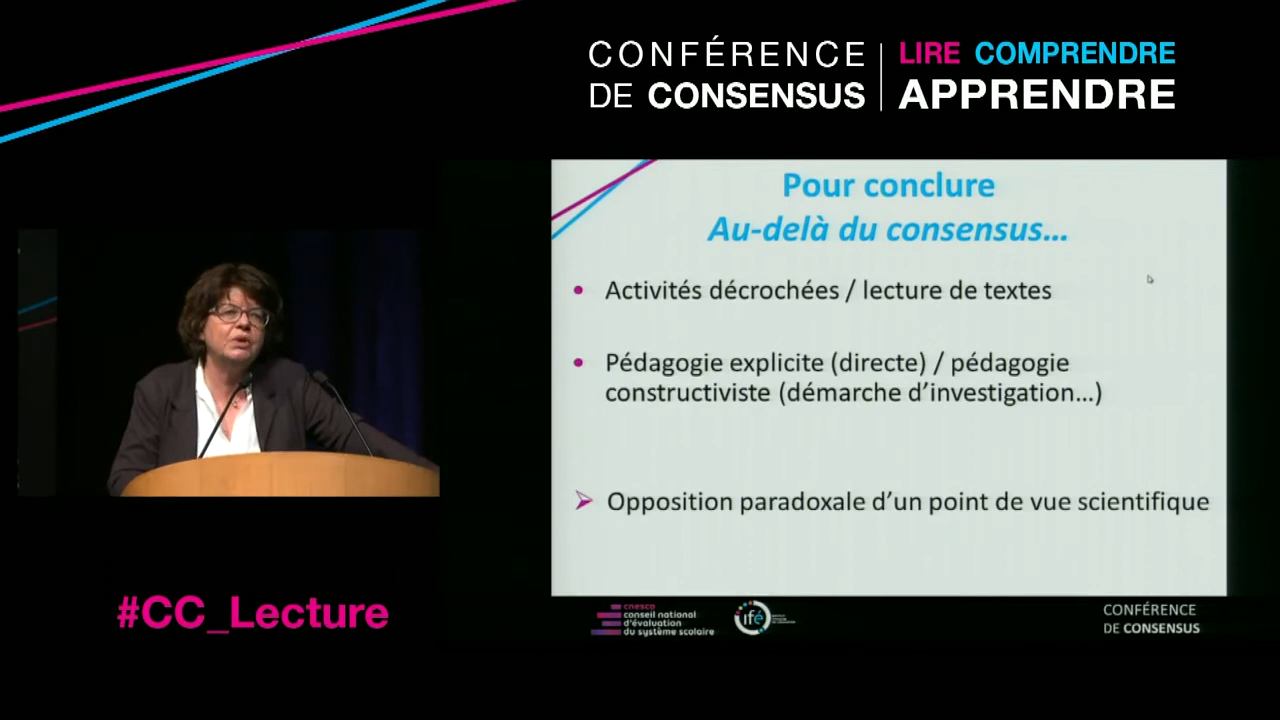 CONFÉRENCE
DE CONSENSUS
LIRE COMPRENDRE
APPRENDRE
Pour conclure
Au-delà du consensus...
• Activités décrochées / lecture de textes
• Pédagogie explicite (directe) / pédagogie
constructiviste (démarche d'investigation...)
➢ Opposition paradoxale d'un point de vue scientifique
#CC_Lecture
cnesco
conseil national
d'évaluation
du système scolaire
ifé
CONFÉRENCE
DE CONSENSUS